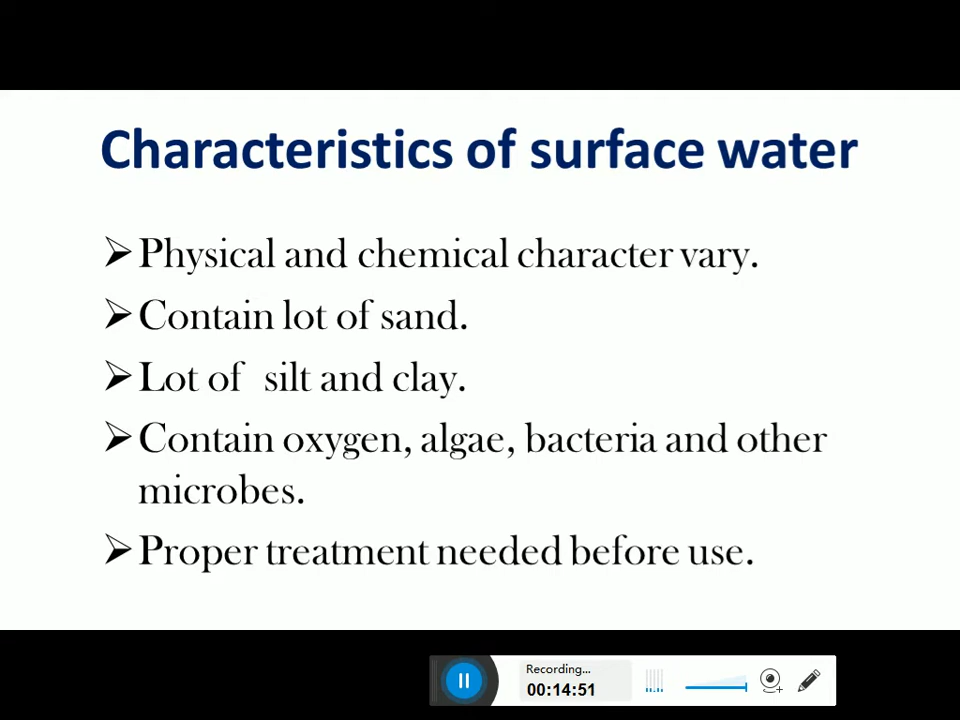 Characteristics of surface water
➢Physical and chemical character vary.
➢Contain lot of sand.
➢Lot of silt and clay.
➢Contain oxygen, algae, bacteria and other
microbes.
➢Proper treatment needed before use.
Recording...
00:14:51